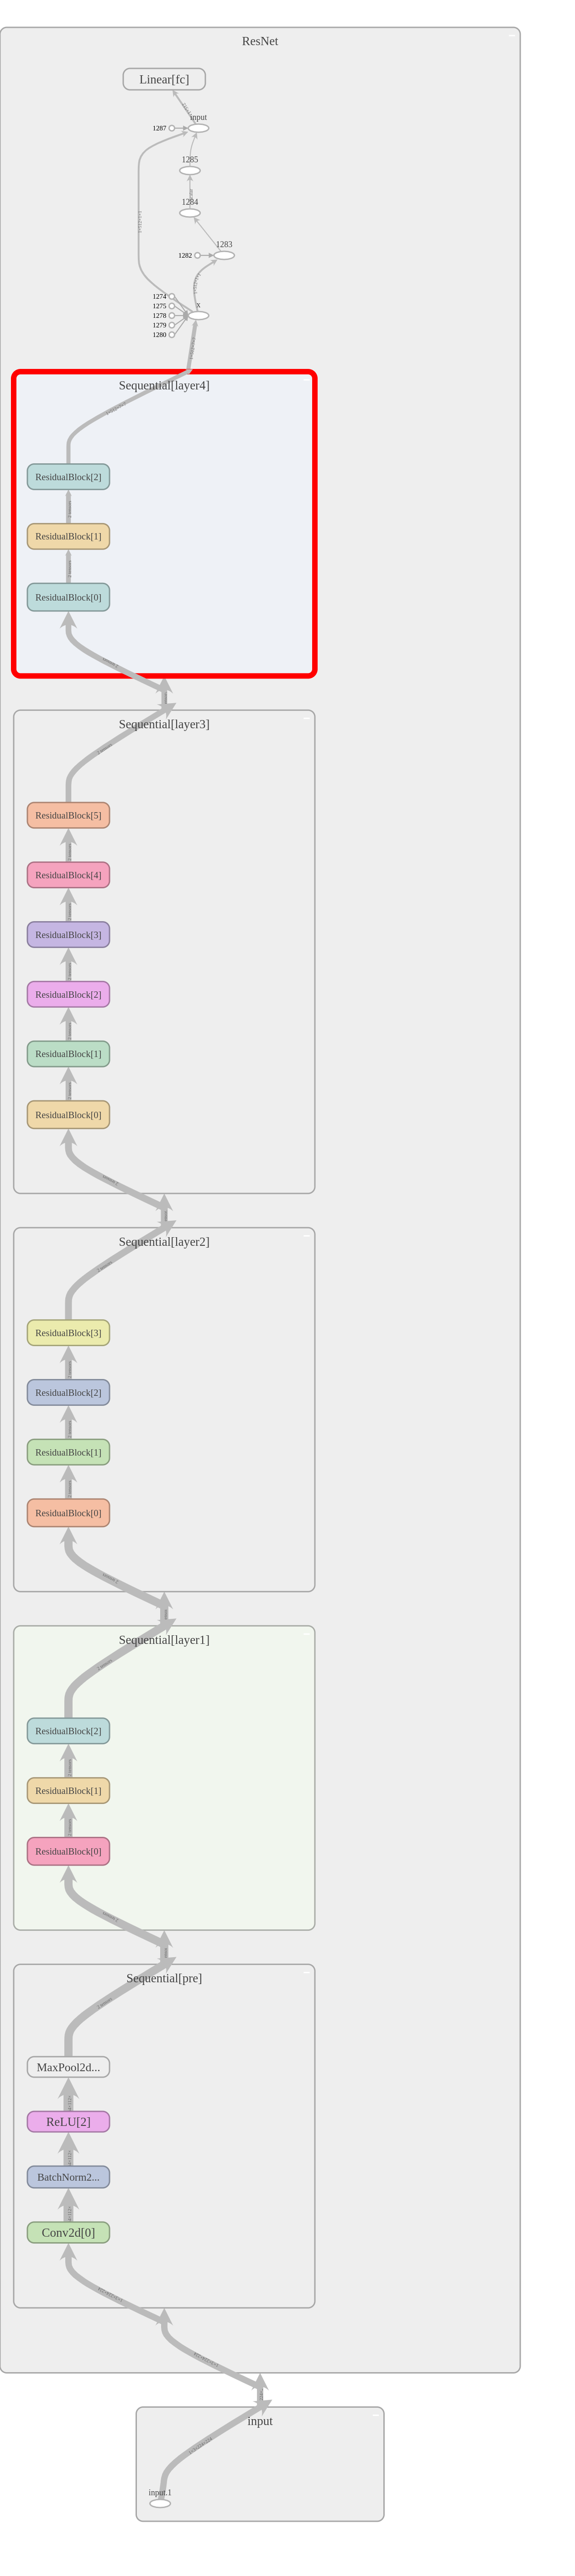 ResNet
Linear[fc]
input
1287
1285
1284
1283
1282
1274
1275
x
1278
1279
1280
Sequential[layer4]
ResidualBlock[2]
ResidualBlock[1]
ResidualBlock[0]
Sequential[layer3]
ResidualBlock[5]
ResidualBlock[4]
ResidualBlock[3]
ResidualBlock[2]
ResidualBlock[1]
ResidualBlock[0]
Sequential[layer2]
ResidualBlock[3]
ResidualBlock[2]
ResidualBlock[1]
ResidualBlock[0]
Sequential[layer1]
ResidualBlock[2]
ResidualBlock[1]
ResidualBlock[0]
Sequential[pre]
MaxPool2d...
ReLU[2]
BatchNorm2...
Conv2d[0]
input
input.1